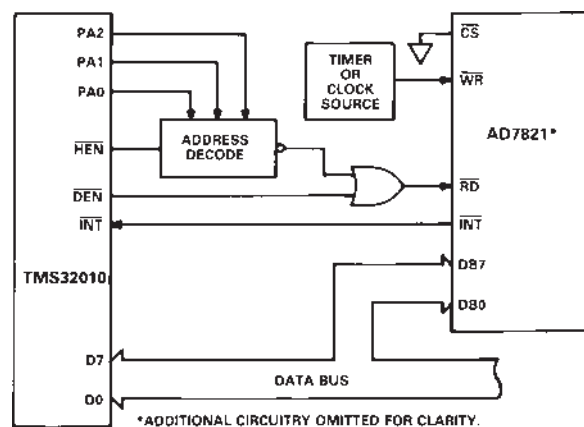 PA2
PA1
PA0
HEN
DEN
INT
TMS32010
D7
D0
ADDRESS
DECODE
TIMER
OR
CLOCK
SOURCE
CS
WR
AD7821*
RD
INT
DB7
DB0
DATA BUS
*ADDITIONAL CIRCUITRY OMITTED FOR CLARITY.